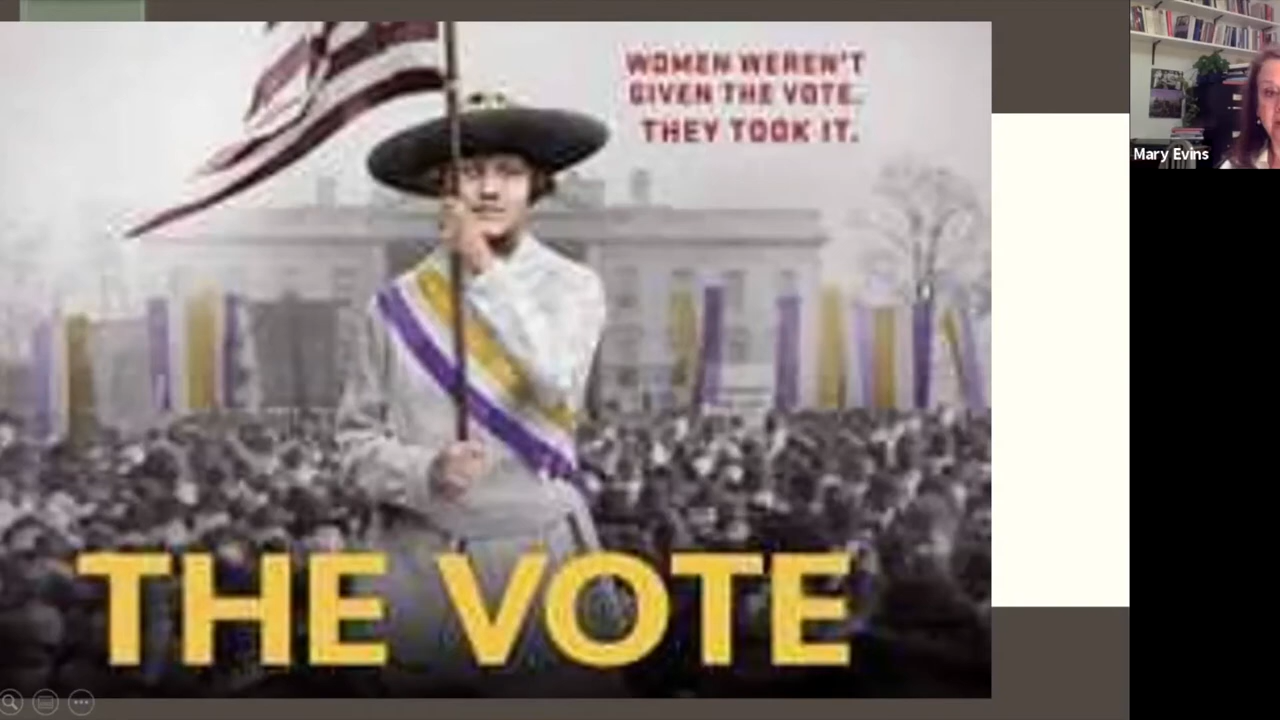 WOMEN WEREN'T
GIVEN THE VOTE.
THEY TOOK IT.
Mary Evins
THE VOTE